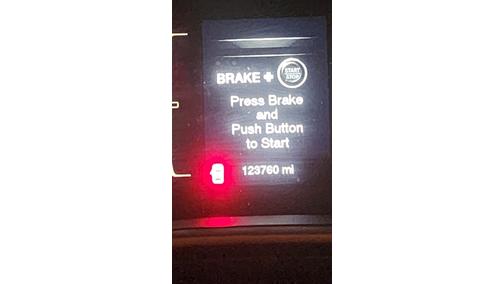 BRAKE + START STOP
Press Brake
and
Push Button
to Start
123760 mi